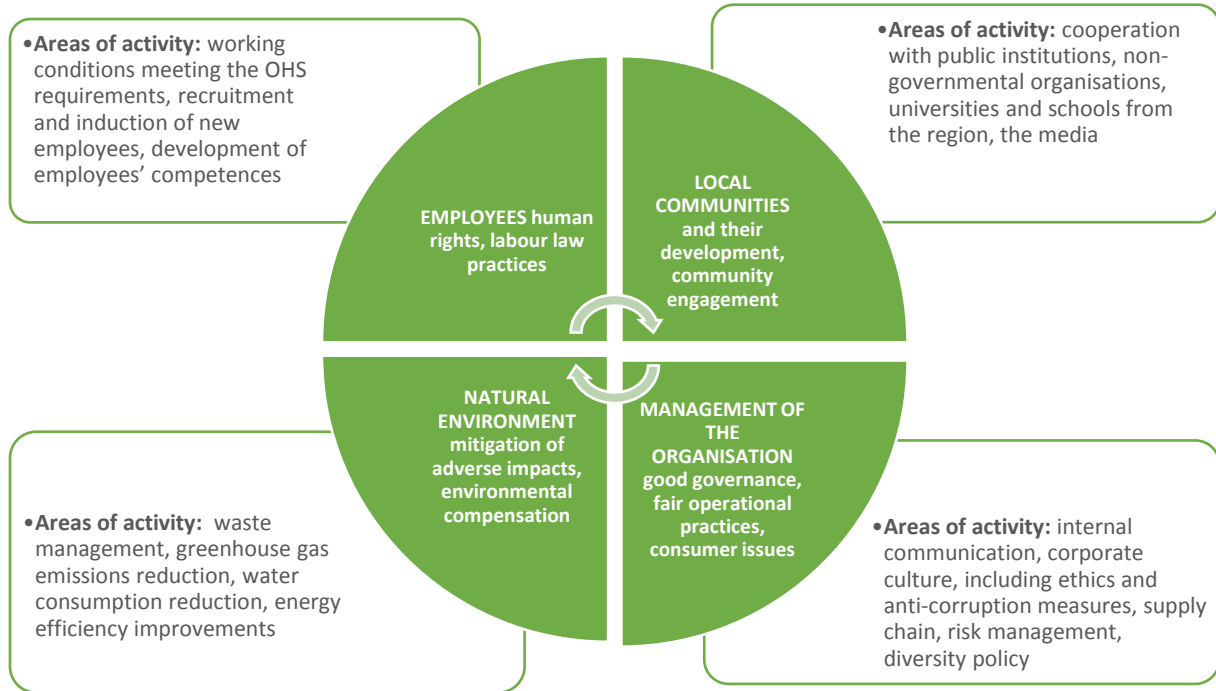 •Areas of activity: working
conditions meeting the OHS
requirements, recruitment
and induction of new
employees, development of
employees’ competences
•Areas of activity: cooperation
with public institutions, non-
governmental organisations,
universities and schools from
the region, the media
EMPLOYEES human
rights, labour law
practices
LOCAL
COMMUNITIES
and their
development,
community
engagement
NATURAL
ENVIRONMENT
mitigation of
adverse impacts,
environmental
compensation
MANAGEMENT OF
THE
ORGANISATION
good governance,
fair operational
practices,
consumer issues
•Areas of activity:  waste
management, greenhouse gas
emissions reduction, water
consumption reduction, energy
efficiency improvements
•Areas of activity: internal
communication, corporate
culture, including ethics and
anti-corruption measures, supply
chain, risk management,
diversity policy